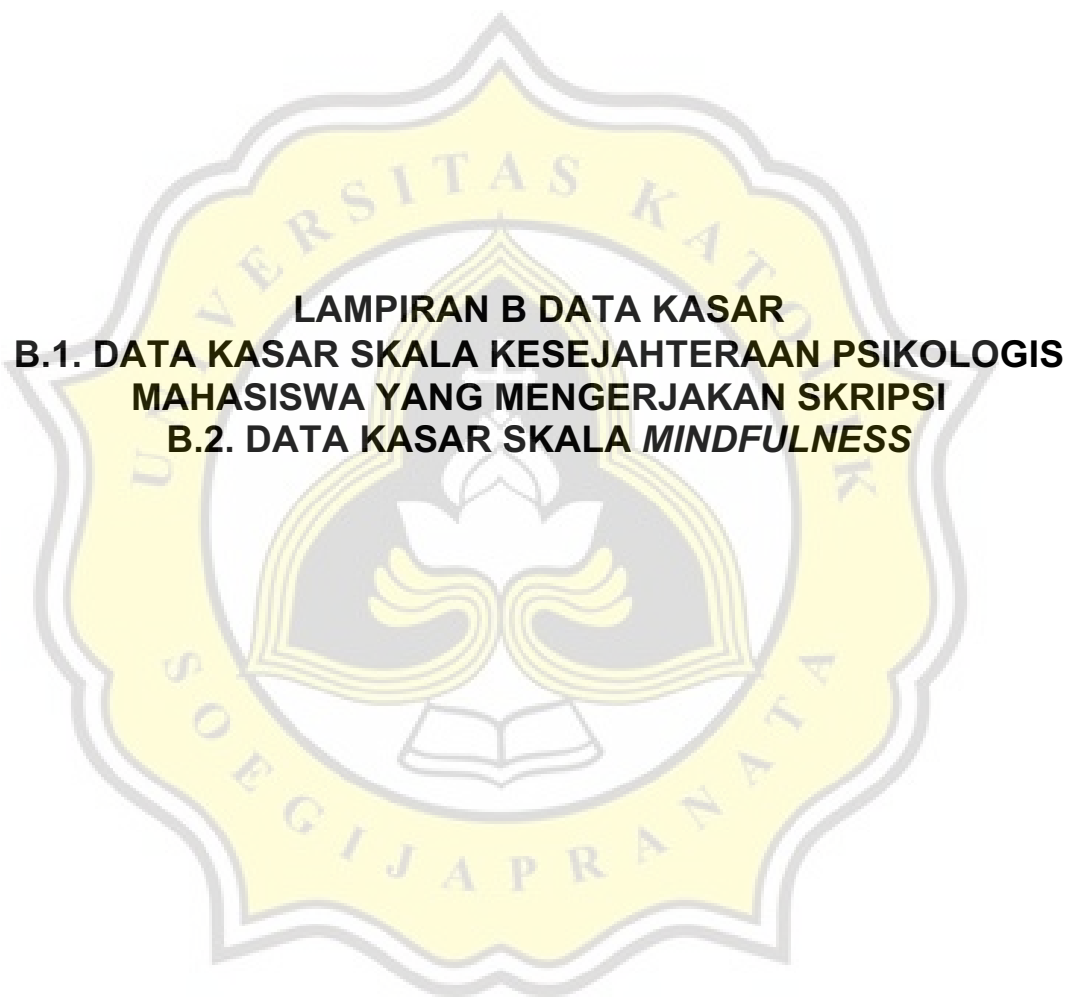 LAMPIRAN B DATA KASAR
B.1. DATA KASAR SKALA KESEJAHTERAAN PSIKOLOGIS
MAHASISWA YANG MENGERJAKAN SKRIPSI
B.2. DATA KASAR SKALA MINDFULNESS
UNIVERSITAS KATOLIK
SOEGIJAPRANATA